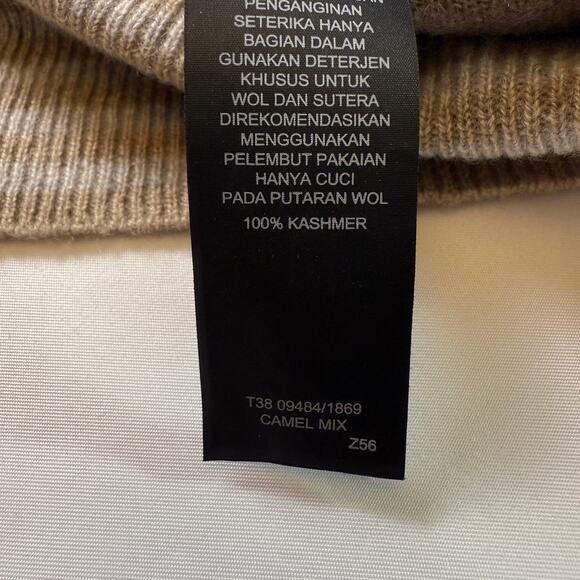 PENGANGINAN
SETERIKA HANYA
BAGIAN DALAM
GUNAKAN DETERJEN
KHUSUS UNTUK
WOL DAN SUTERA
DIREKOMENDASIKAN
MENGGUNAKAN
PELEMBUT PAKAIAN
HANYA CUCI
PADA PUTARAN WOL
100% KASHMER
T38 09484/1869
CAMEL MIX
Z56